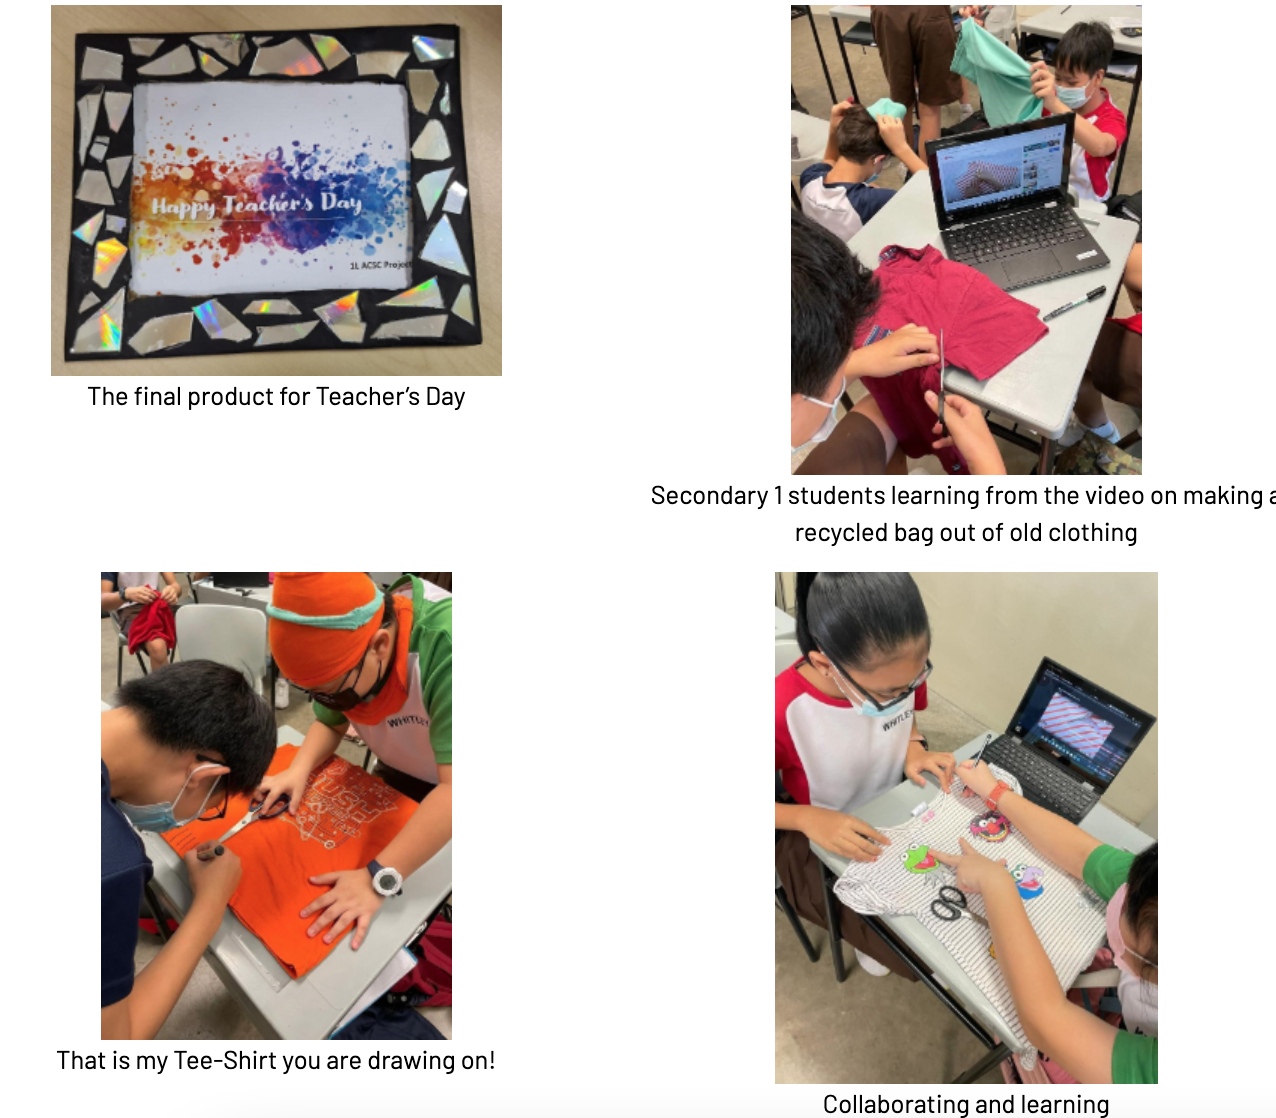 Happy Teacher's Day
1L ACSC Project
The final product for Teacher's Day
Secondary 1 students learning from the video on making a
recycled bag out of old clothing
WHITLEY
That is my Tee-Shirt you are drawing on!
WHITLEY
Collaborating and learning